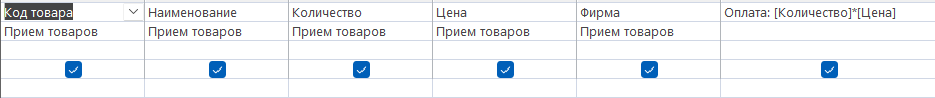 Код товара Наименование Количество Цена Фирма Оплата: [Количество]*[Цена]
Прием товаров Прием товаров Прием товаров Прием товаров Прием товаров